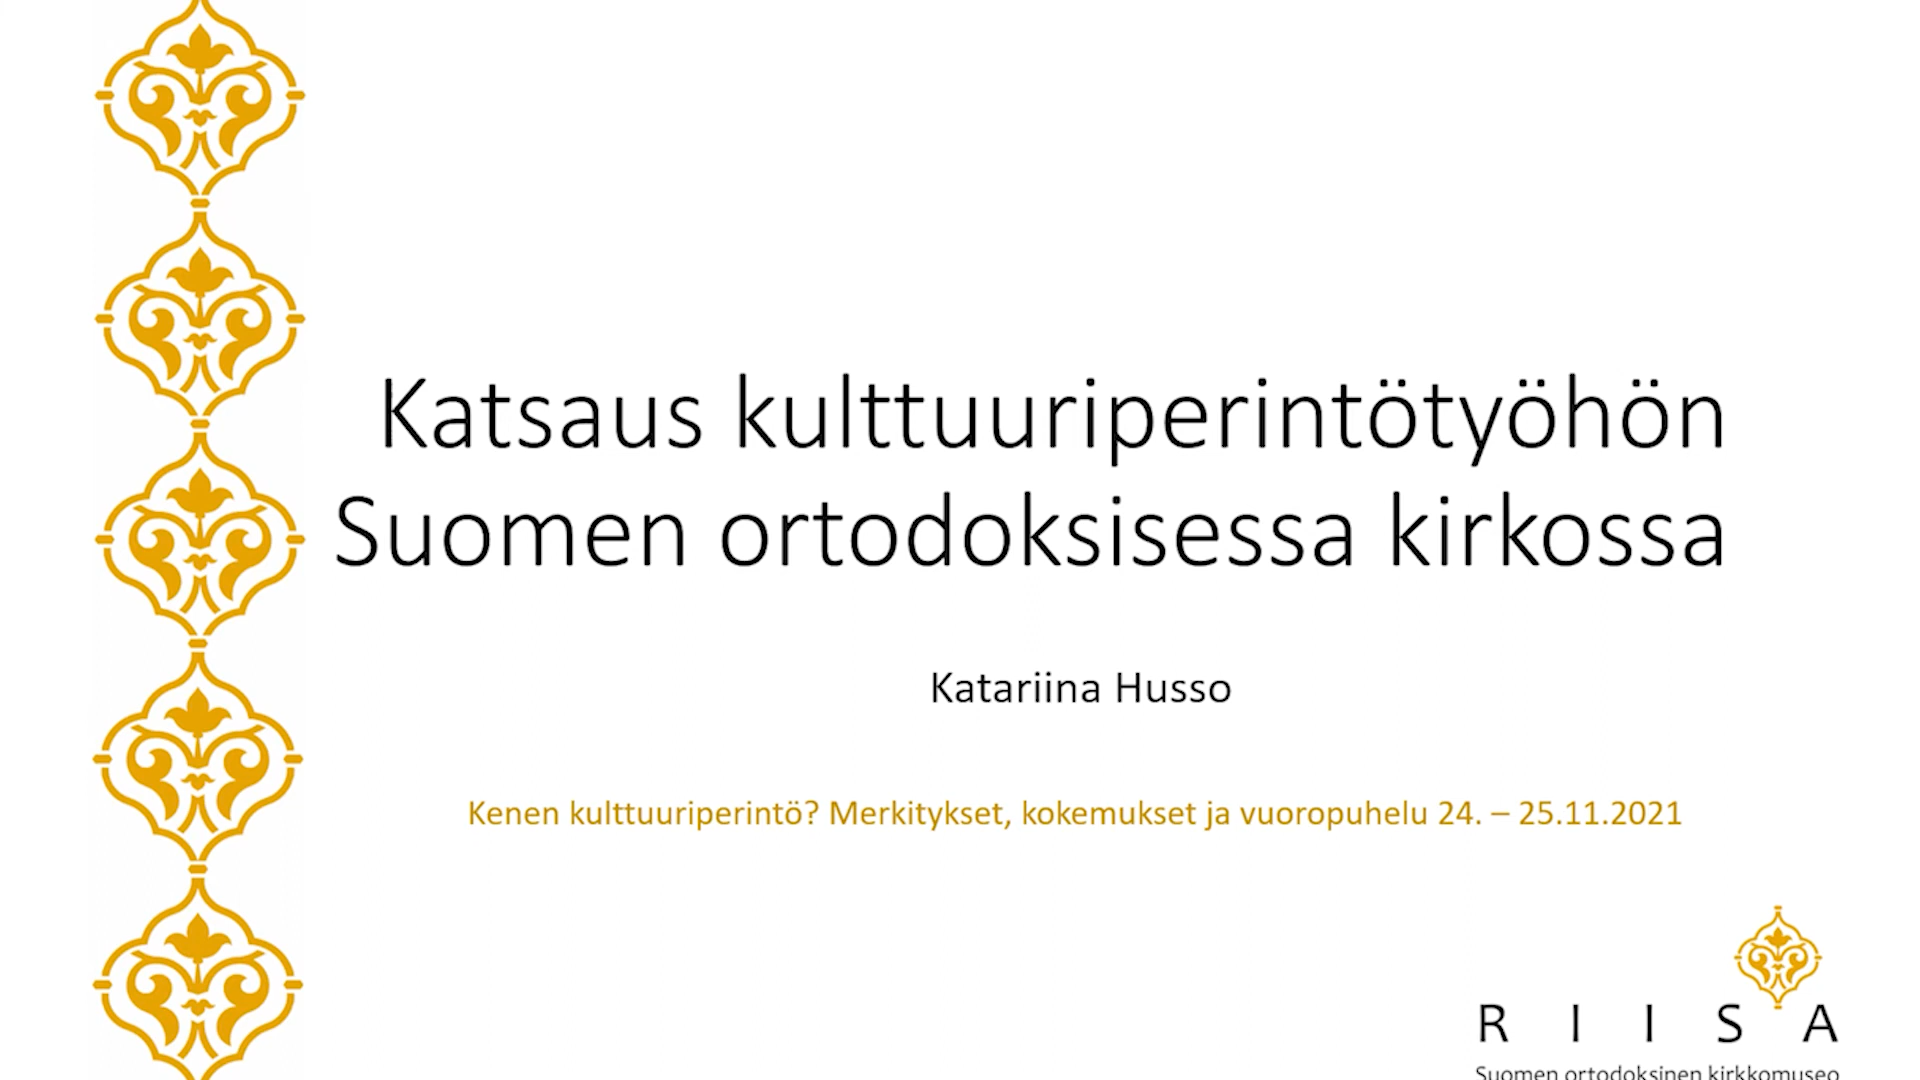 Katsaus kulttuuriperintötyöhön
Suomen ortodoksisessa kirkossa
Katariina Husso
Kenen kulttuuriperintö? Merkitykset, kokemukset ja vuoropuhelu 24. – 25.11.2021
R I I S A
Suomen ortodoksinen kirkkomuseo